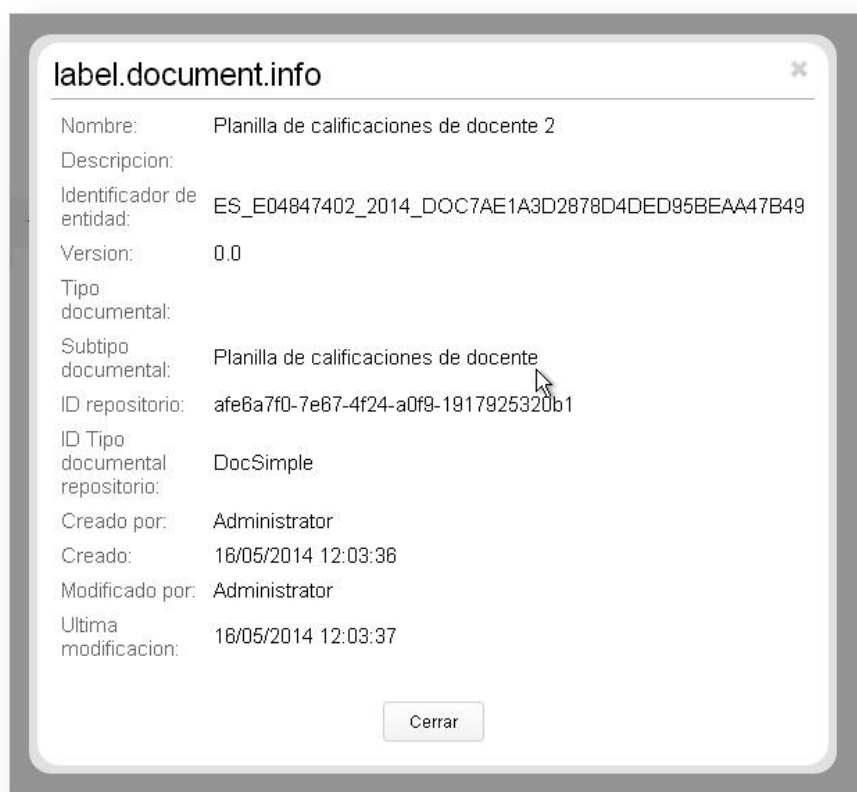 label.document.info
Nombre: Planilla de calificaciones de docente 2
Descripcion:
Identificador de
entidad: ES_E04847402_2014_DOC7AE1A3D2878D4DED95BEAA47B49
Version: 0.0
Tipo
documental:
Subtipo
documental: Planilla de calificaciones de docente
ID repositorio: afe6a7f0-7e67-4f24-a0f9-1917925320b1
ID Tipo
documental DocSimple
repositorio:
Creado por: Administrator
Creado: 16/05/2014 12:03:36
Modificado por: Administrator
Ultima
modificacion: 16/05/2014 12:03:37
Cerrar